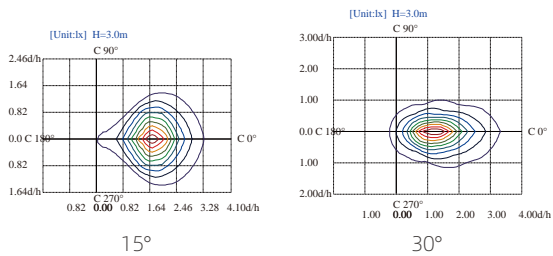 [Unit:lx] H=3.0m
C 90°
2.46d/h
1.64
0.82
0.0 C 180°
C 0°
0.82
1.64d/h
C 270°
0.82 0.00 0.82 1.64 2.46 3.28 4.10d/h
15°
[Unit:lx] H=3.0m
C 90°
3.00d/h
2.00
1.00
0.0 C 180°
C 0°
1.00
2.00d/h
C 270°
1.00 0.00 1.00 2.00 3.00 4.00d/h
30°